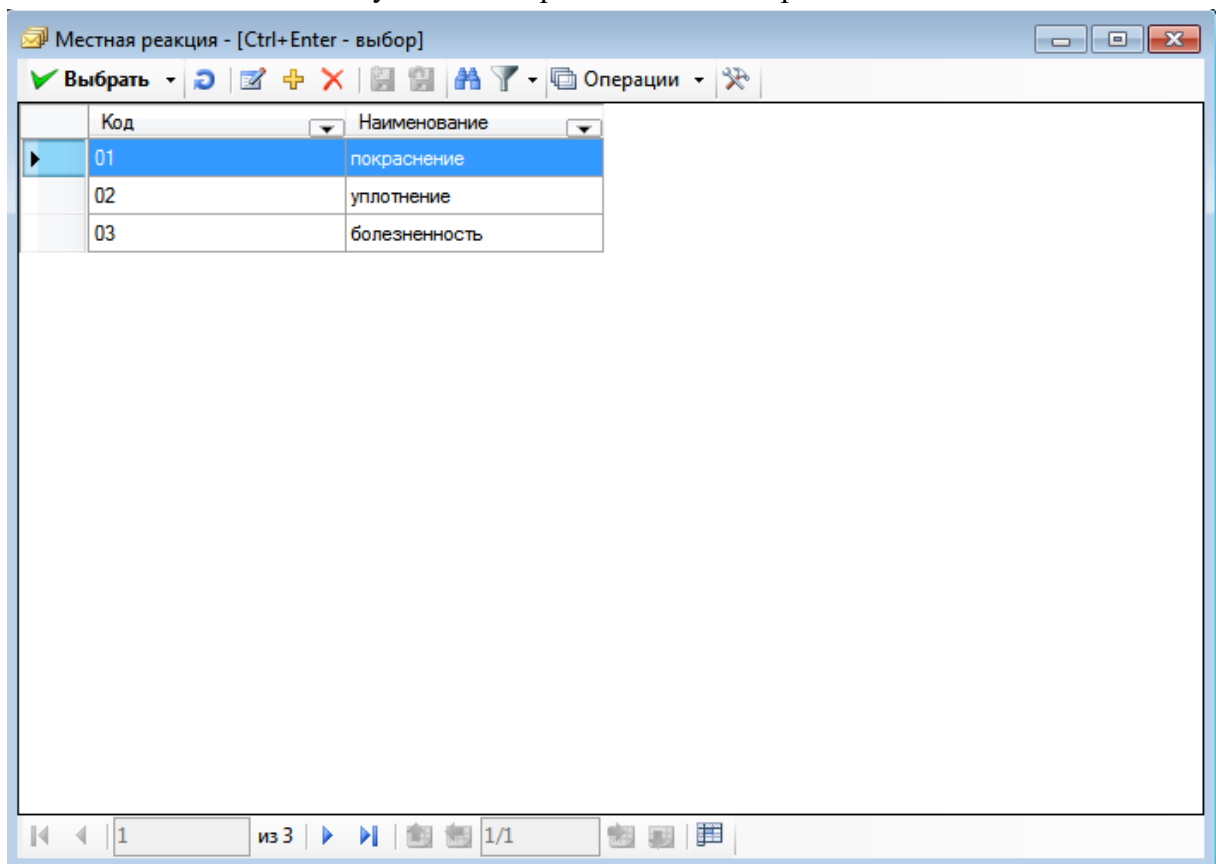 Местная реакция - [Ctrl+Enter - выбор]
Выбрать Операции
Код Наименование
01 покраснение
02 уплотнение
03 болезненность
1 из 3 1/1